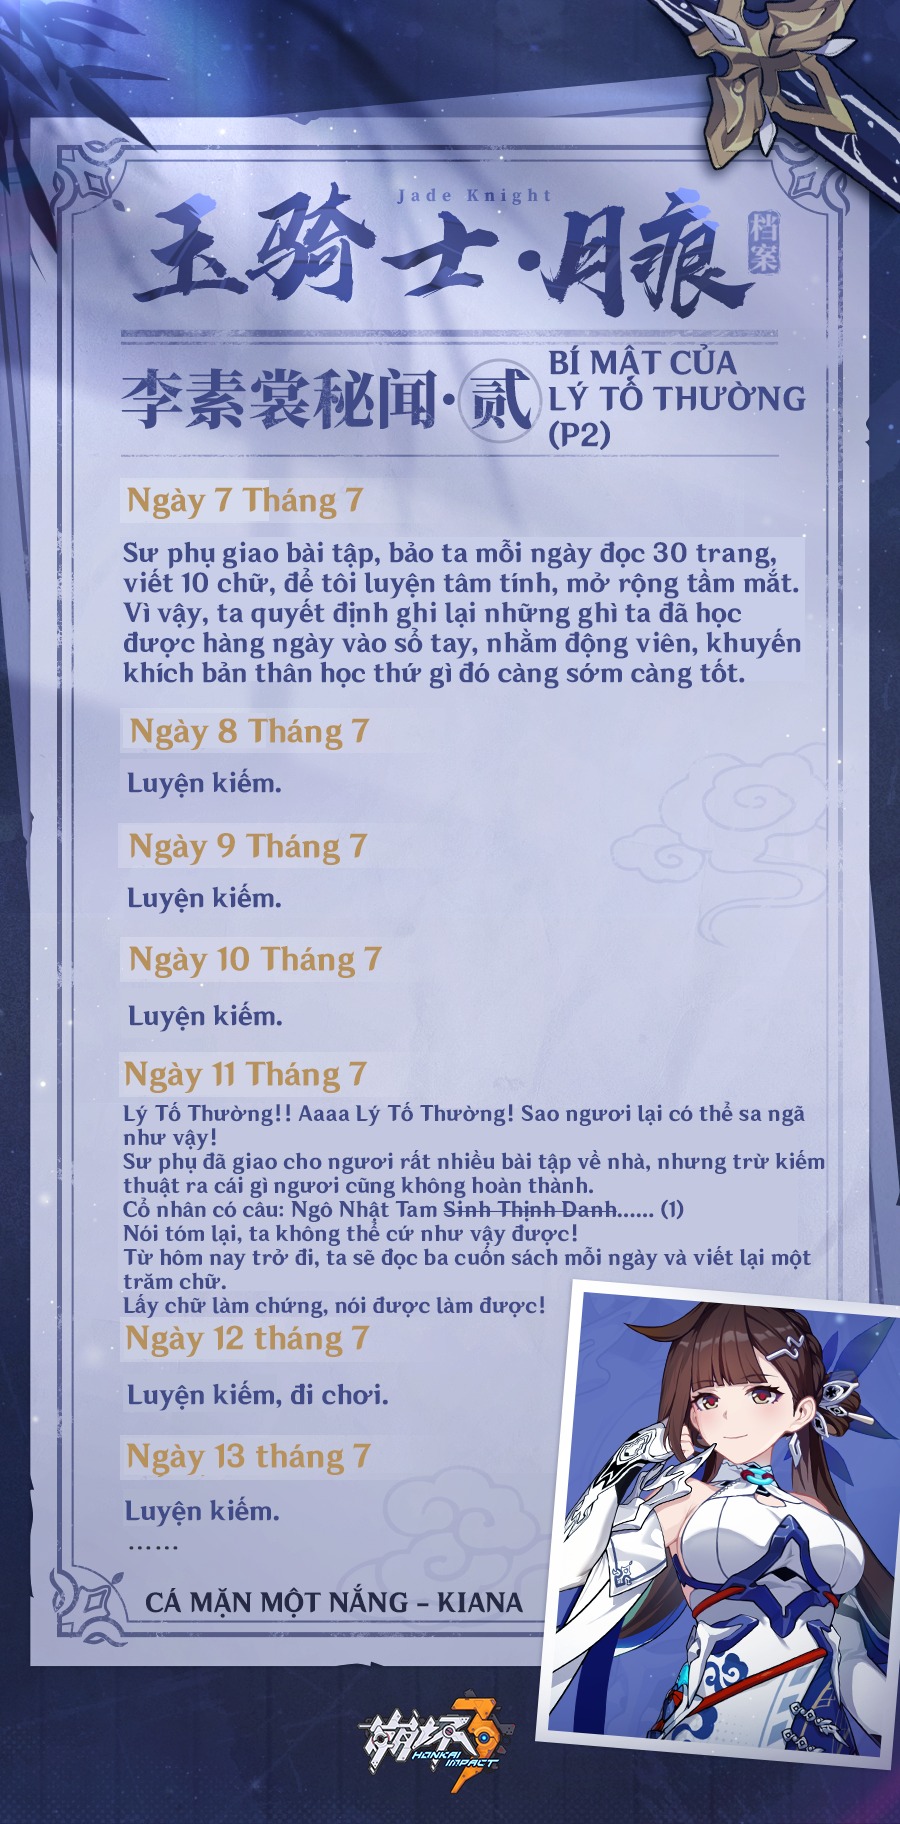 Jade Knight
玉骑士·月痕
档案
李素裳秘闻·贰
BÍ MẬT CỦA
LÝ TỐ THƯỜNG
(P2)
Ngày 7 Tháng 7
Sư phụ giao bài tập, bảo ta mỗi ngày đọc 30 trang,
viết 10 chữ, để tôi luyện tâm tính, mở rộng tầm mắt.
Vì vậy, ta quyết định ghi lại những ghì ta đã học
được hàng ngày vào sổ tay, nhằm động viên, khuyến
khích bản thân học thứ gì đó càng sớm càng tốt.
Ngày 8 Tháng 7
Luyện kiếm.
Ngày 9 Tháng 7
Luyện kiếm.
Ngày 10 Tháng 7
Luyện kiếm.
Ngày 11 Tháng 7
Lý Tố Thường!! Aaaa Lý Tố Thường! Sao ngươi lại có thể sa ngã
như vậy!
Sư phụ đã giao cho ngươi rất nhiều bài tập về nhà, nhưng trừ kiếm
thuật ra cái gì ngươi cũng không hoàn thành.
Cổ nhân có câu: Ngô Nhật Tam Sinh Thịnh Danh...... (1)
Nói tóm lại, ta không thể cứ như vậy được!
Từ hôm nay trở đi, ta sẽ đọc ba cuốn sách mỗi ngày và viết lại một
trăm chữ.
Lấy chữ làm chứng, nói được làm được!
Ngày 12 tháng 7
Luyện kiếm, đi chơi.
Ngày 13 tháng 7
Luyện kiếm.
......
CÁ MẶN MỘT NẮNG - KIANA
崩坏3
HONKAI
IMPACT